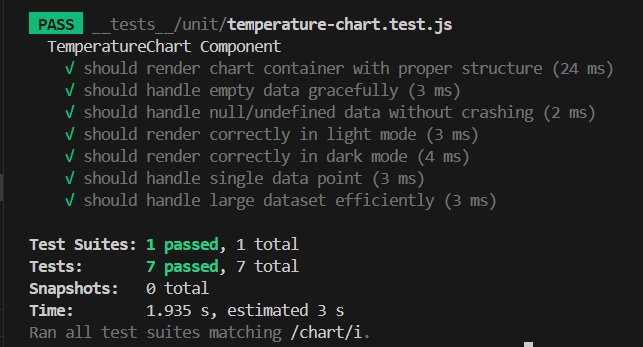 PASS __tests__/unit/temperature-chart.test.js
TemperatureChart Component
√ should render chart container with proper structure (24 ms)
√ should handle empty data gracefully (3 ms)
√ should handle null/undefined data without crashing (2 ms)
√ should render correctly in light mode (3 ms)
√ should render correctly in dark mode (4 ms)
√ should handle single data point (3 ms)
√ should handle large dataset efficiently (3 ms)
Test Suites: 1 passed, 1 total
Tests: 7 passed, 7 total
Snapshots: 0 total
Time: 1.935 s, estimated 3 s
Ran all test suites matching /chart/i.